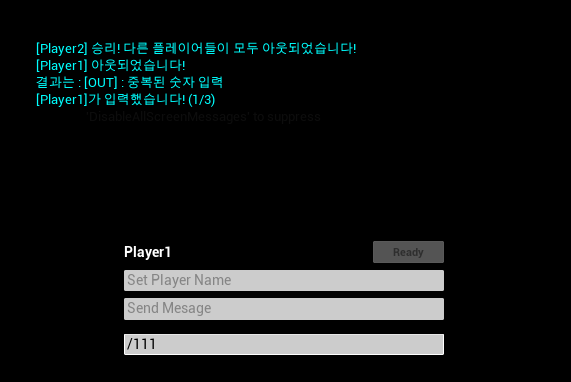 [Player2] 승리! 다른 플레이어들이 모두 아웃되었습니다!
[Player1] 아웃되었습니다!
결과는 : [OUT] : 중복된 숫자 입력
[Player1]가 입력했습니다! (1/3)
'DisableAllScreenMessages' to suppress
Player1
Ready
Set Player Name
Send Mesage
/111